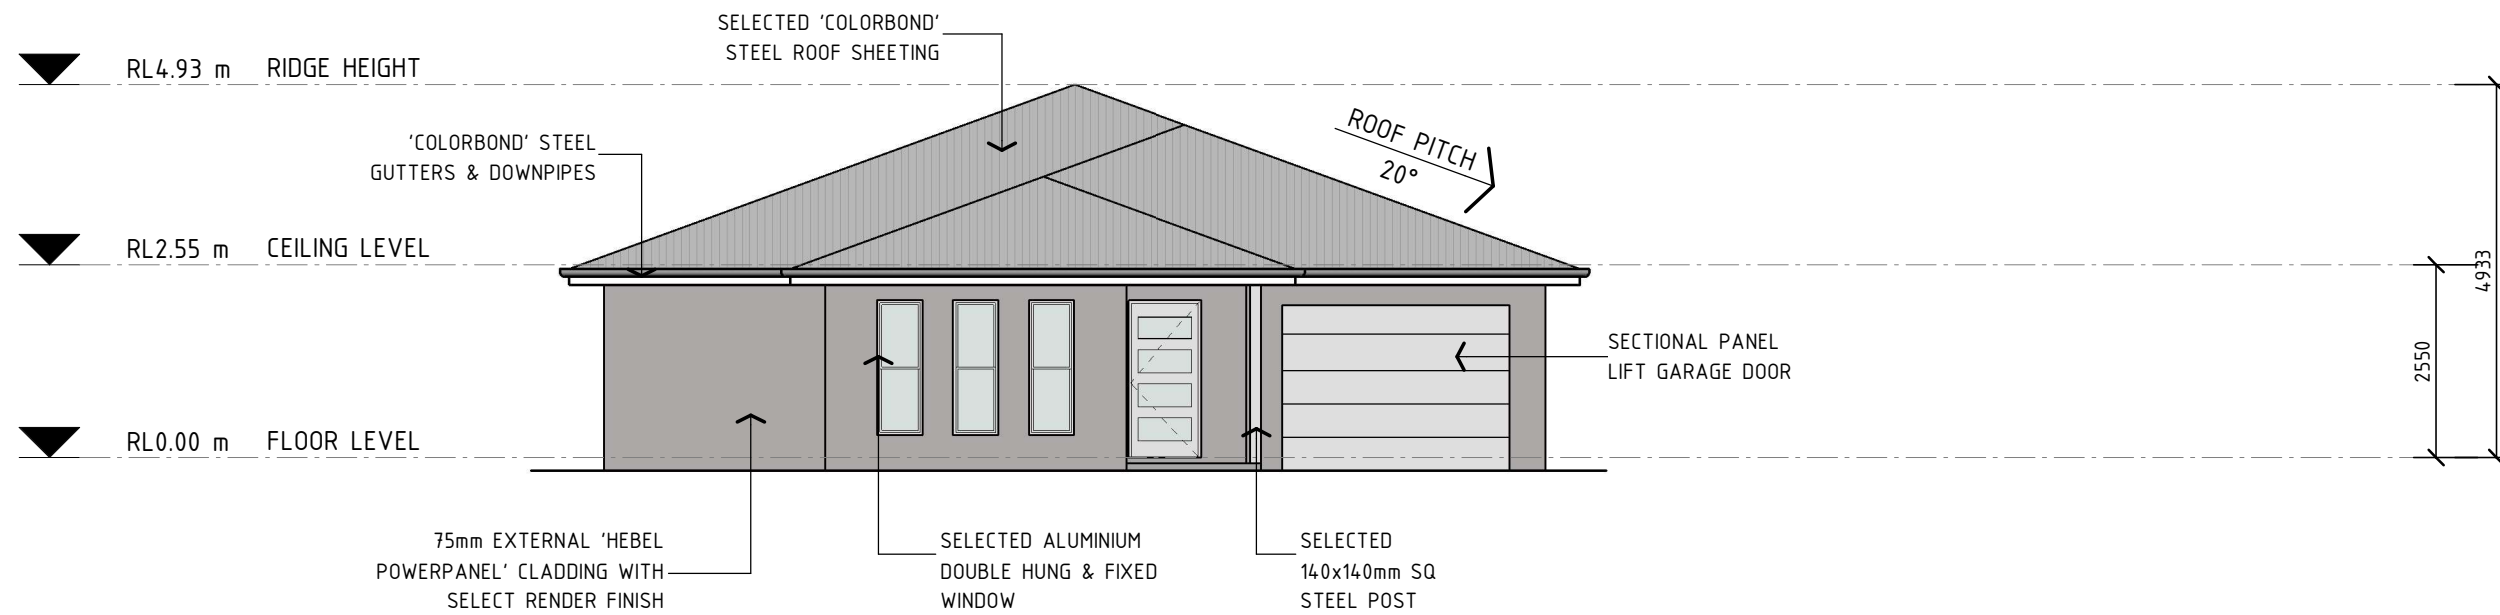 SELECTED 'COLORBOND'
STEEL ROOF SHEETING
RL4.93 m RIDGE HEIGHT
ROOF PITCH
20°
'COLORBOND' STEEL
GUTTERS & DOWNPIPES
RL2.55 m CEILING LEVEL
4933
2550
SECTIONAL PANEL
LIFT GARAGE DOOR
RL0.00 m FLOOR LEVEL
75mm EXTERNAL 'HEBEL
POWERPANEL' CLADDING WITH
SELECT RENDER FINISH
SELECTED ALUMINIUM
DOUBLE HUNG & FIXED
WINDOW
SELECTED
140x140mm SQ
STEEL POST